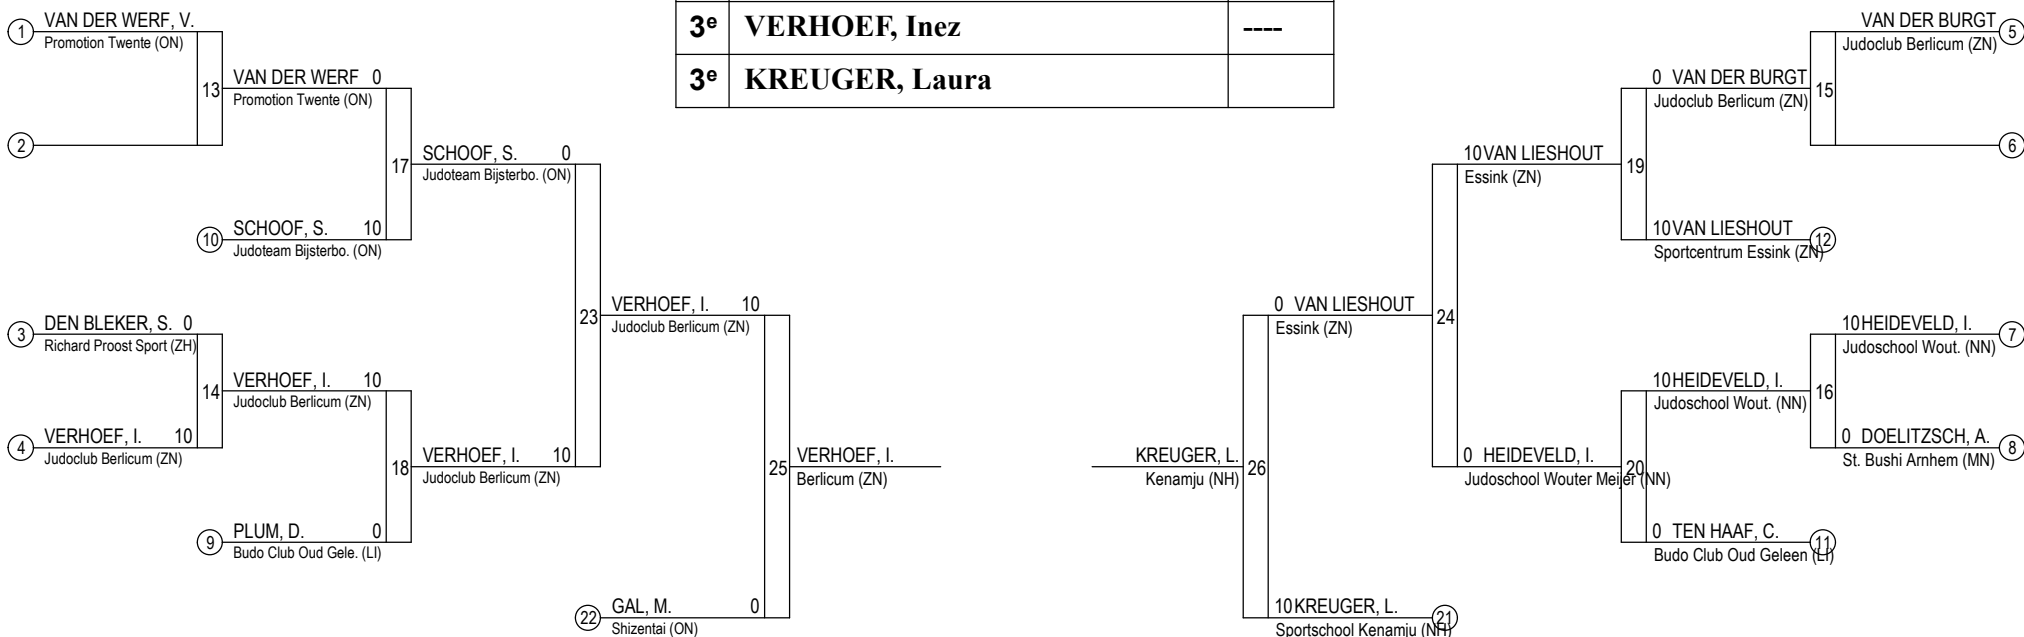 3e VERHOEF, Inez ----
3e KREUGER, Laura
1 VAN DER WERF, V.
Promotion Twente (ON)
13
VAN DER WERF 0
Promotion Twente (ON)
2
17
SCHOOF, S. 0
Judoteam Bijsterbo. (ON)
10 SCHOOF, S. 10
Judoteam Bijsterbo. (ON)
23
VERHOEF, I. 10
Judoclub Berlicum (ZN)
3 DEN BLEKER, S. 0
Richard Proost Sport (ZH)
14
VERHOEF, I. 10
Judoclub Berlicum (ZN)
4 VERHOEF, I. 10
Judoclub Berlicum (ZN)
18
VERHOEF, I. 10
Judoclub Berlicum (ZN)
9 PLUM, D. 0
Budo Club Oud Gele. (LI)
25
VERHOEF, I.
Berlicum (ZN)
22 GAL, M. 0
Shizentai (ON)
VAN DER BURGT 5
Judoclub Berlicum (ZN)
15
0 VAN DER BURGT
Judoclub Berlicum (ZN)
6
19
10 VAN LIESHOUT
Essink (ZN)
10 VAN LIESHOUT 12
Sportcentrum Essink (ZN)
24
0 VAN LIESHOUT
Essink (ZN)
10 HEIDEVELD, I. 7
Judoschool Wout. (NN)
16
10 HEIDEVELD, I.
Judoschool Wout. (NN)
0 DOELITZSCH, A. 8
St. Bushi Arnhem (MN)
20
0 HEIDEVELD, I.
Judoschool Wouter Meijer (NN)
0 TEN HAAF, C. 11
Budo Club Oud Geleen (LI)
26
KREUGER, L.
Kenamju (NH)
10 KREUGER, L. 21
Sportschool Kenamju (NH)